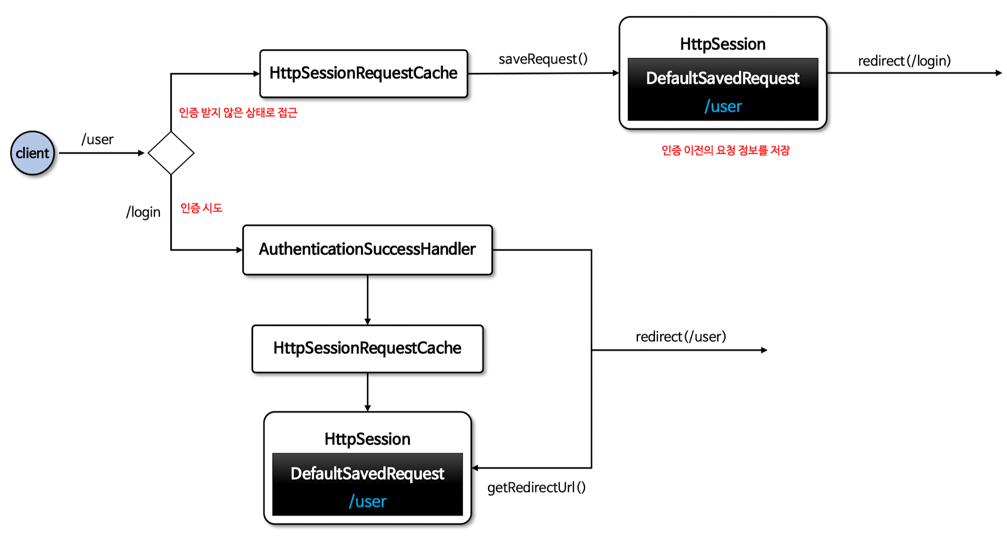 HttpSession
HttpSessionRequestCache
saveRequest()
DefaultSavedRequest
redirect(/login)
/user
인증 받지 않은 상태로 접근
client
/user
인증 이전의 요청 정보를 저장
/login
인증 시도
AuthenticationSuccessHandler
HttpSessionRequestCache
redirect(/user)
HttpSession
DefaultSavedRequest
/user
getRedirectUrl()